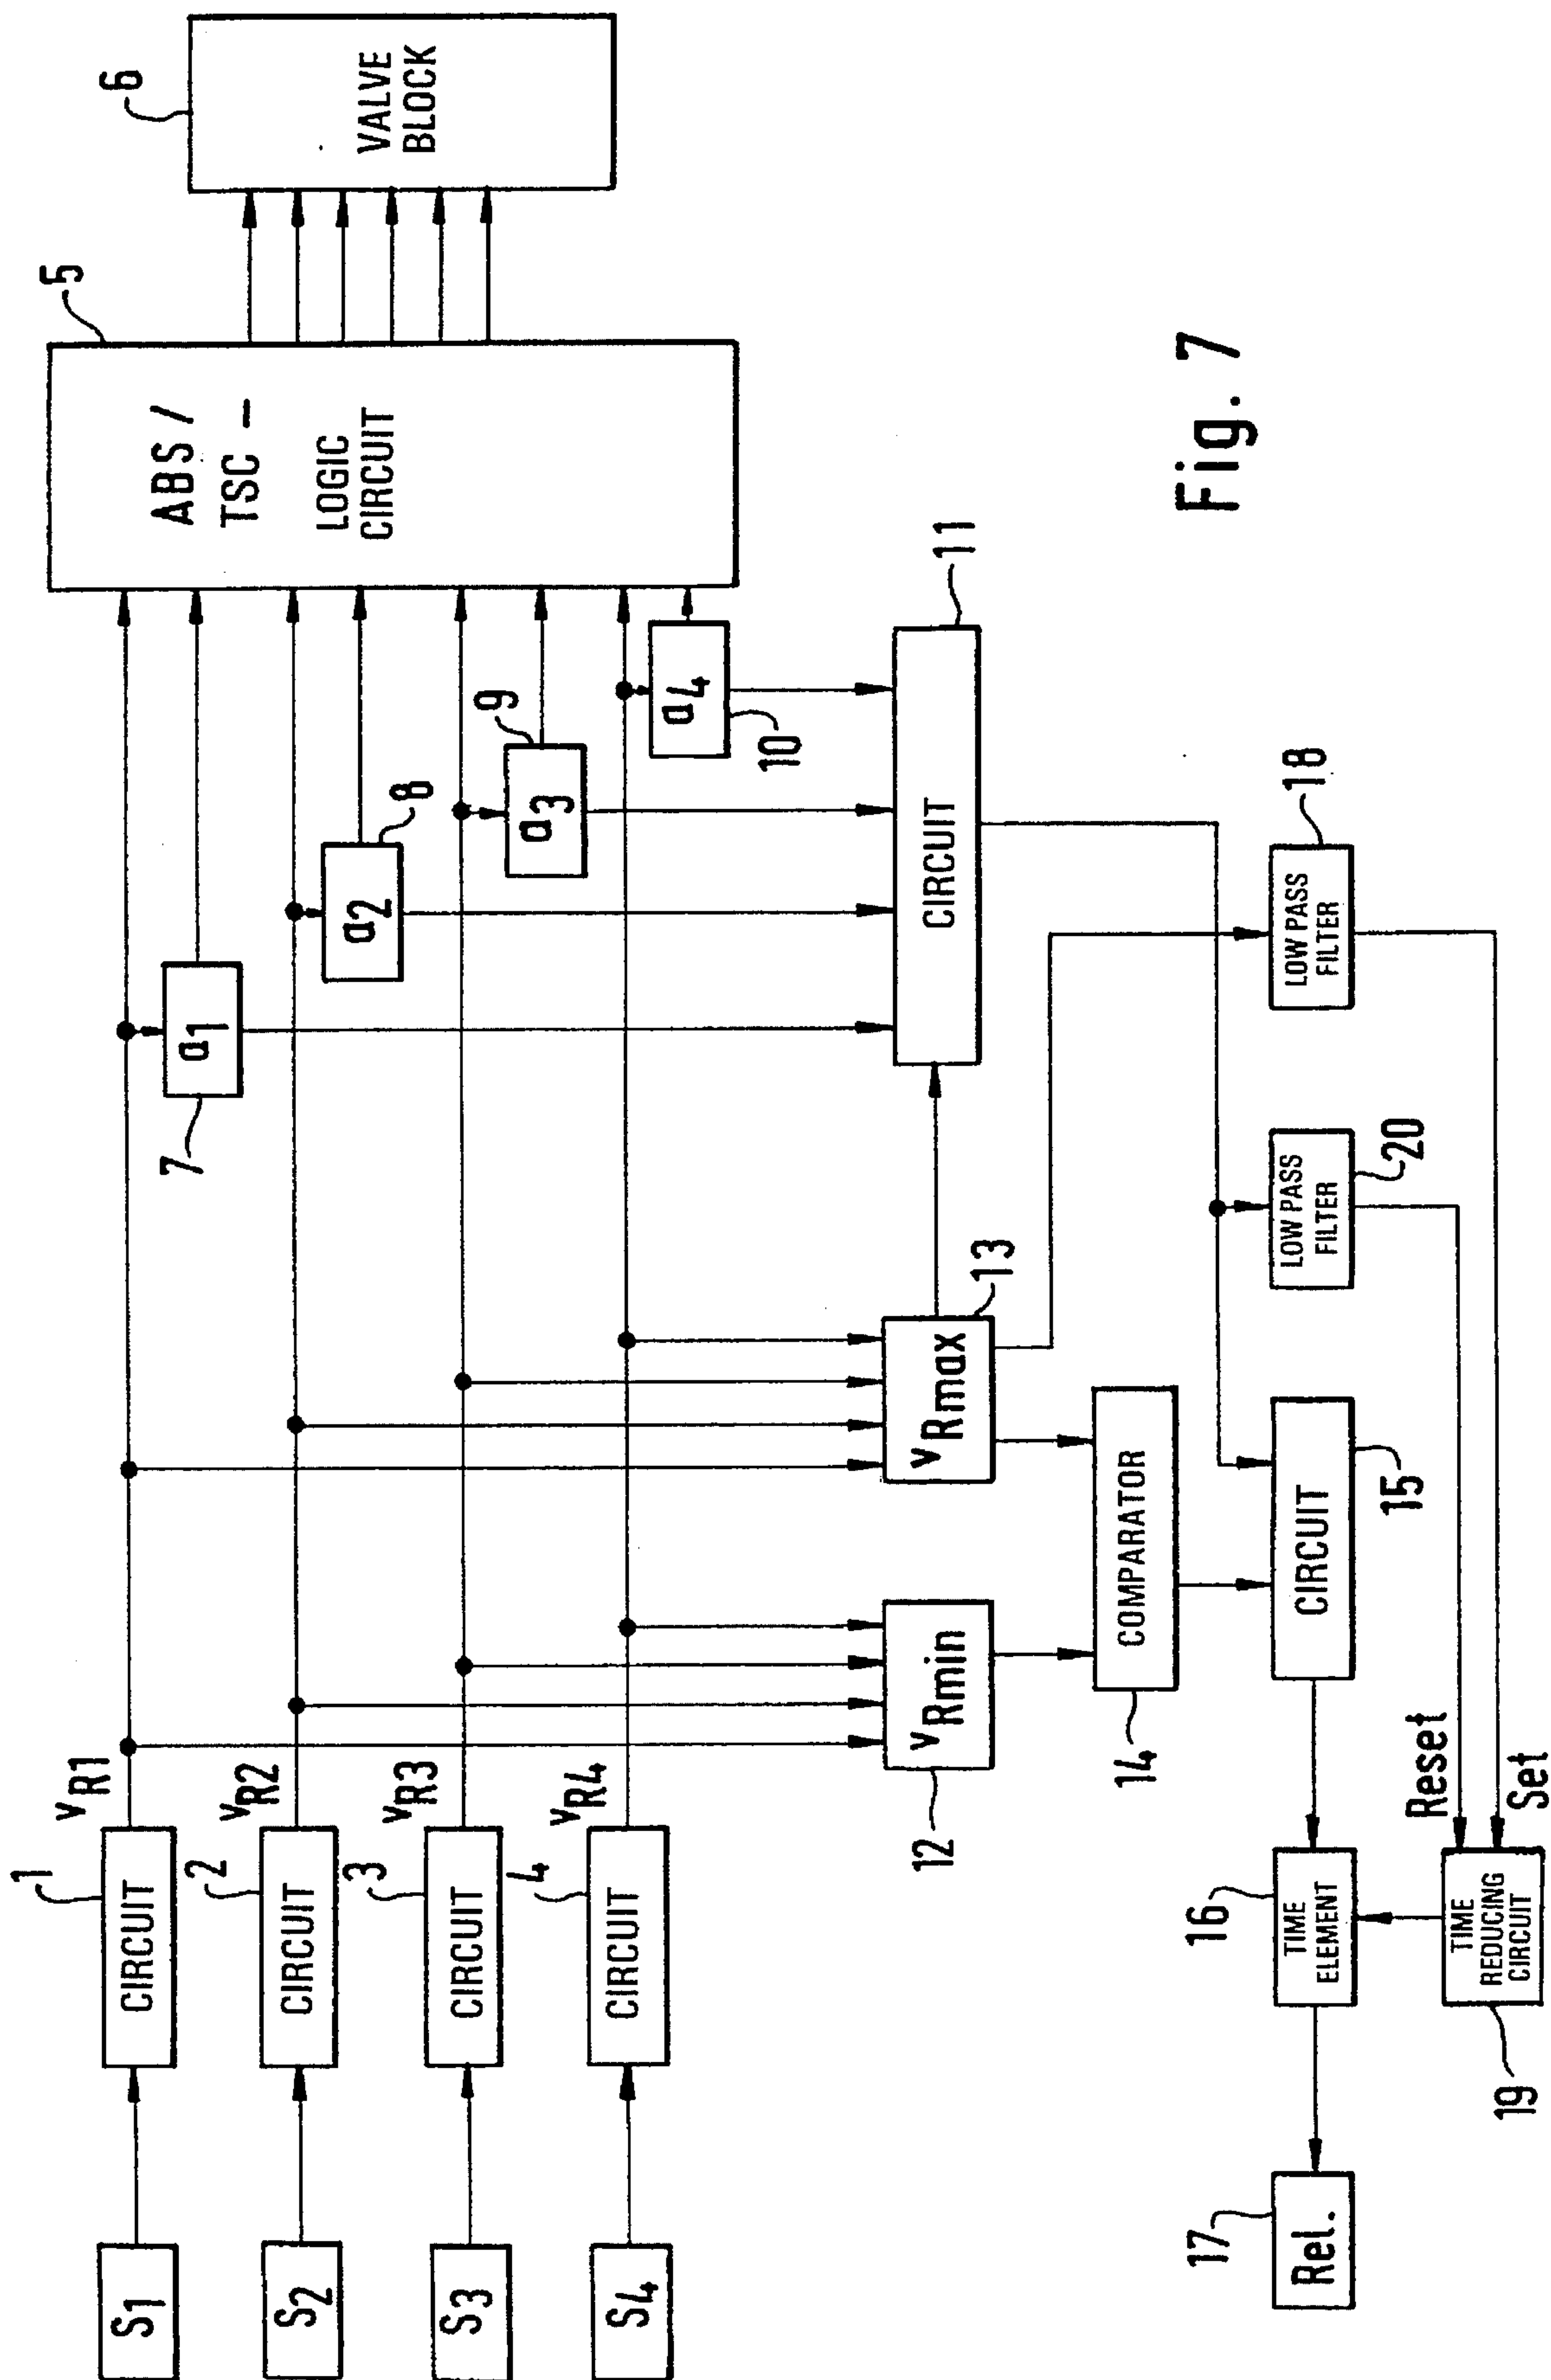 S1
S2
S3
S4
1
CIRCUIT
2
CIRCUIT
3
CIRCUIT
4
CIRCUIT
vR1
vR2
vR3
vR4
7
a1
a2
8
a3
9
a4
10
5
ABS /
TSC –
LOGIC
CIRCUIT
6
VALVE
BLOCK
12
vRmin
vRmax
13
CIRCUIT
11
14
COMPARATOR
CIRCUIT
15
LOW PASS
FILTER
20
LOW PASS
FILTER
18
17
Rel.
16
TIME
ELEMENT
Reset
Set
19
TIME
REDUCING
CIRCUIT
Fig. 7